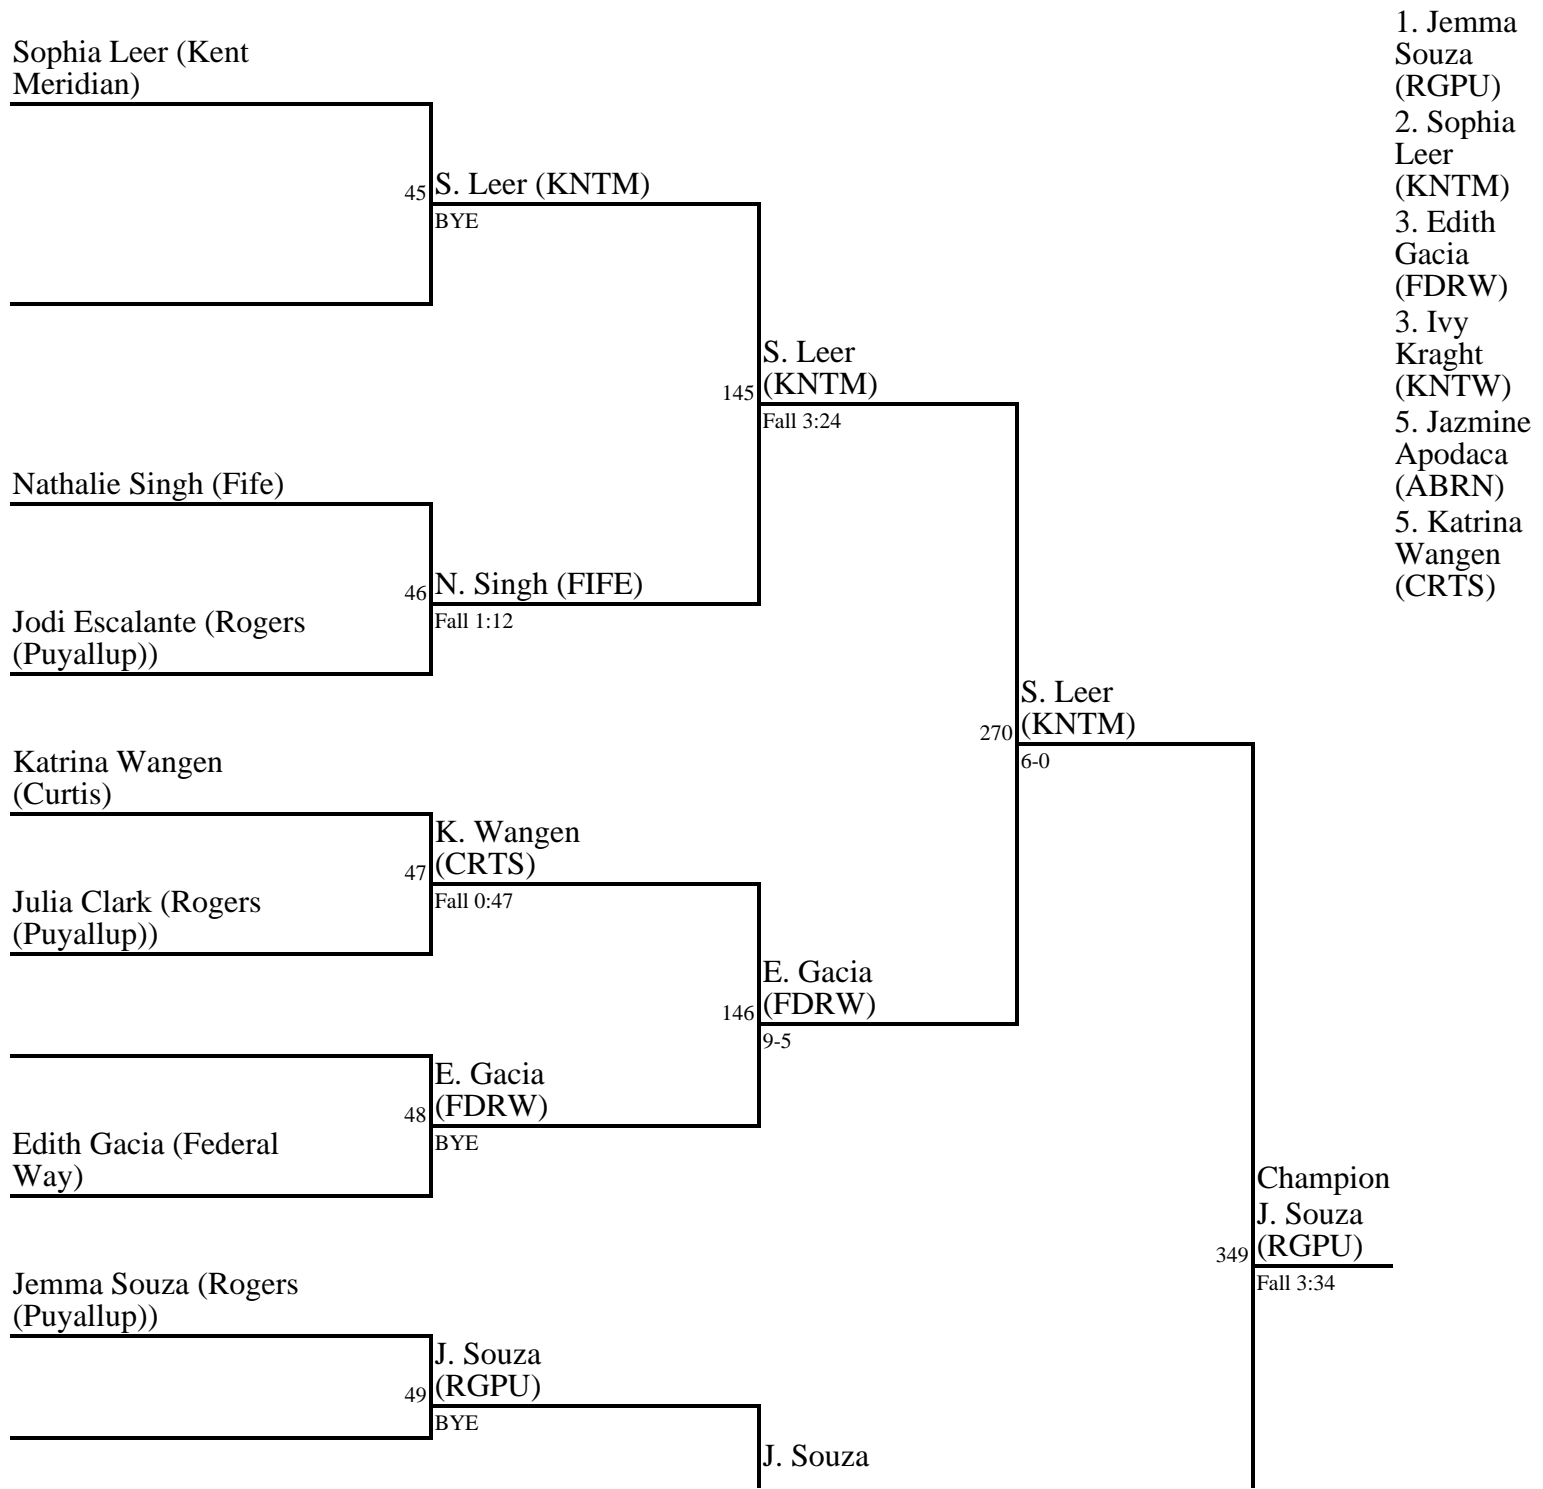 Sophia Leer (Kent
Meridian)
45
S. Leer (KNTM)
BYE
Nathalie Singh (Fife)
46
N. Singh (FIFE)
Fall 1:12
Jodi Escalante (Rogers
(Puyallup))
145
S. Leer
(KNTM)
Fall 3:24
Katrina Wangen
(Curtis)
47
K. Wangen
(CRTS)
Fall 0:47
Julia Clark (Rogers
(Puyallup))
146
E. Gacia
(FDRW)
9-5
48
E. Gacia
(FDRW)
BYE
Edith Gacia (Federal
Way)
270
S. Leer
(KNTM)
6-0
Jemma Souza (Rogers
(Puyallup))
49
J. Souza
(RGPU)
BYE
J. Souza
349
Champion
J. Souza
(RGPU)
Fall 3:34
1. Jemma
Souza
(RGPU)
2. Sophia
Leer
(KNTM)
3. Edith
Gacia
(FDRW)
3. Ivy
Kraght
(KNTW)
5. Jazmine
Apodaca
(ABRN)
5. Katrina
Wangen
(CRTS)